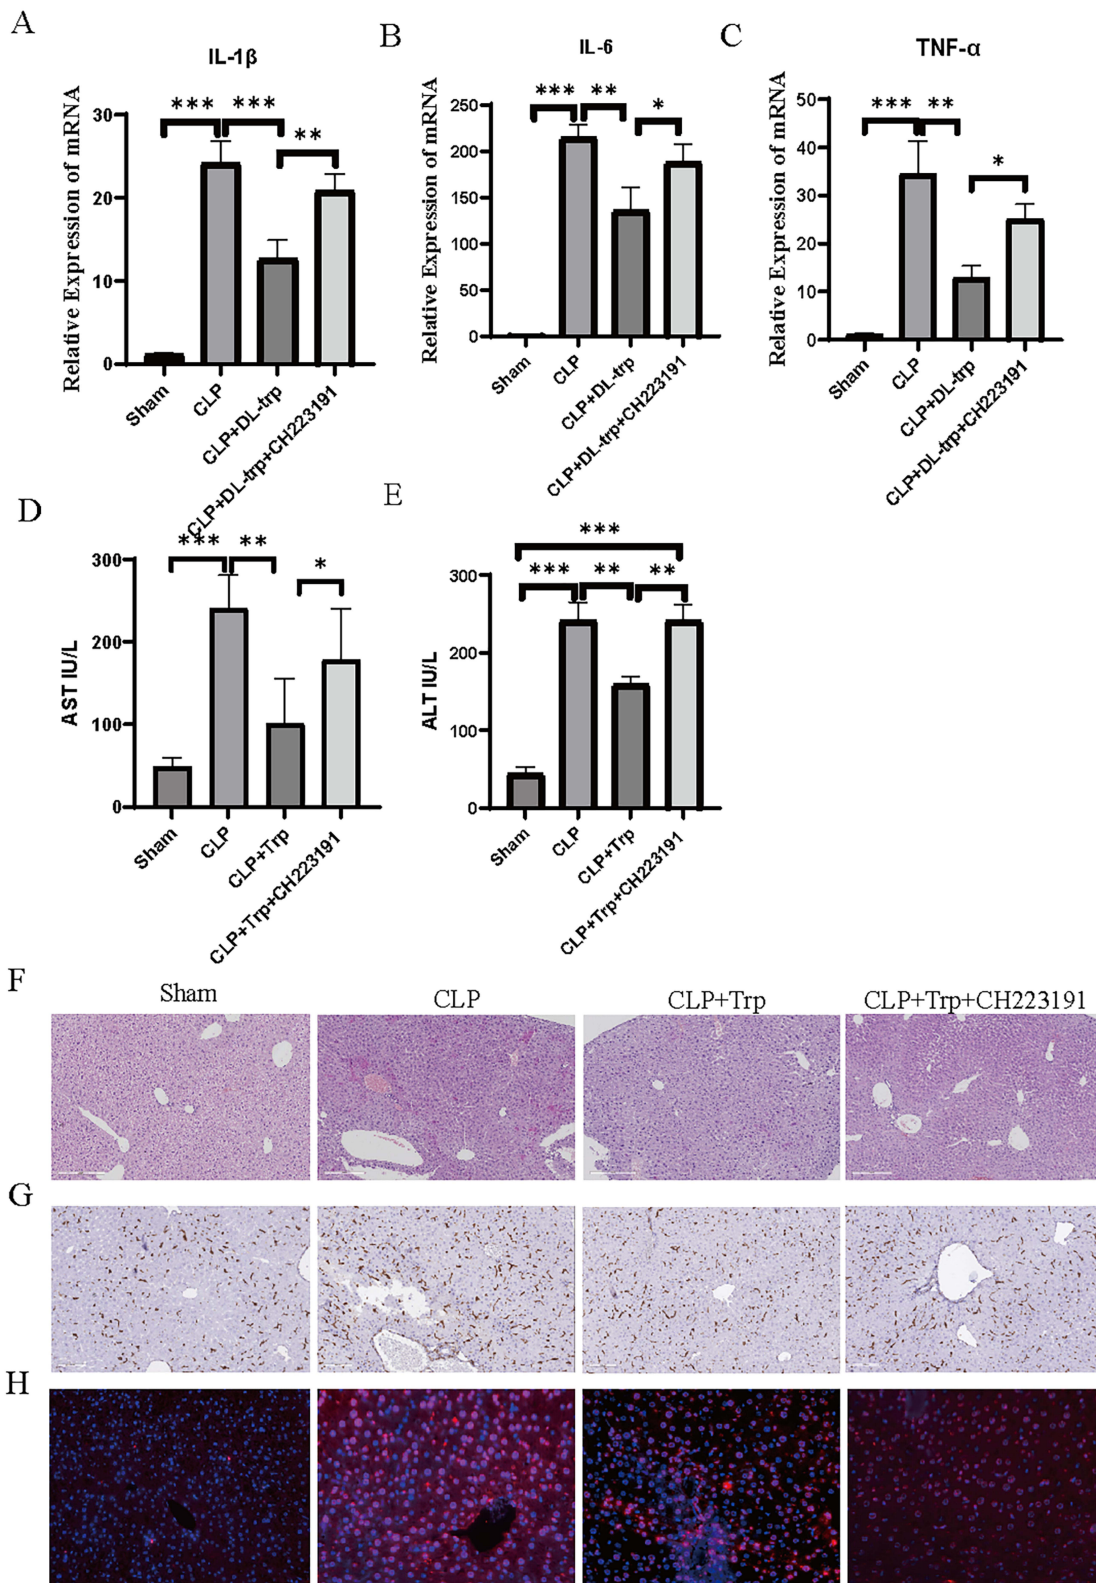 A
IL-1β
Relative Expression of mRNA
30
20
10
0
*** ***
**
Sham
CLP
CLP+DL-trp
CLP+DL-trp+CH223191
B
IL-6
Relative Expression of mRNA
250
200
150
100
50
0
*** **
*
Sham
CLP
CLP+DL-trp
CLP+DL-trp+CH223191
C
TNF-α
Relative Expression of mRNA
50
40
30
20
10
0
*** **
*
Sham
CLP
CLP+DL-trp
CLP+DL-trp+CH223191
D
AST IU/L
300
200
100
0
*** **
*
Sham
CLP
CLP+Trp
CLP+Trp+CH223191
E
ALT IU/L
300
200
100
0
***
*** ** **
Sham
CLP
CLP+Trp
CLP+Trp+CH223191
F
Sham CLP CLP+Trp CLP+Trp+CH223191
G
H